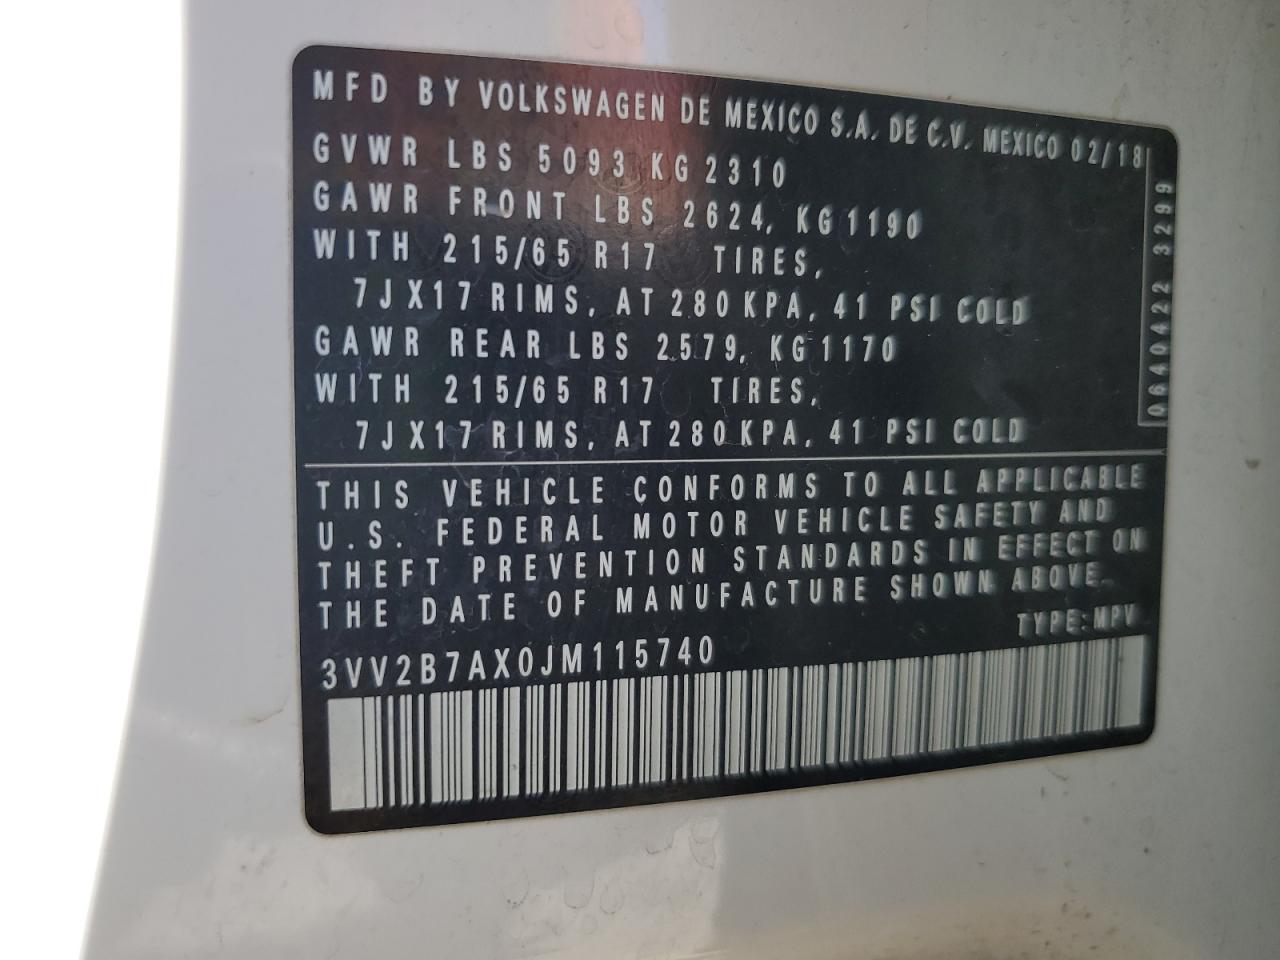 MFD BY VOLKSWAGEN DE MEXICO S.A. DE C.V. MEXICO 02/18
GVWR LBS 5093 KG 2310
GAWR FRONT LBS 2624, KG 1190
WITH 215/65 R17 TIRES,
7JX17 RIMS, AT 280 KPA, 41 PSI COLD
GAWR REAR LBS 2579, KG 1170
WITH 215/65 R17 TIRES,
7JX17 RIMS, AT 280 KPA, 41 PSI COLD
0640422 3299
THIS VEHICLE CONFORMS TO ALL APPLICABLE
U.S. FEDERAL MOTOR VEHICLE SAFETY AND
THEFT PREVENTION STANDARDS IN EFFECT ON
THE DATE OF MANUFACTURE SHOWN ABOVE.
TYPE: MPV
3VV2B7AX0JM115740